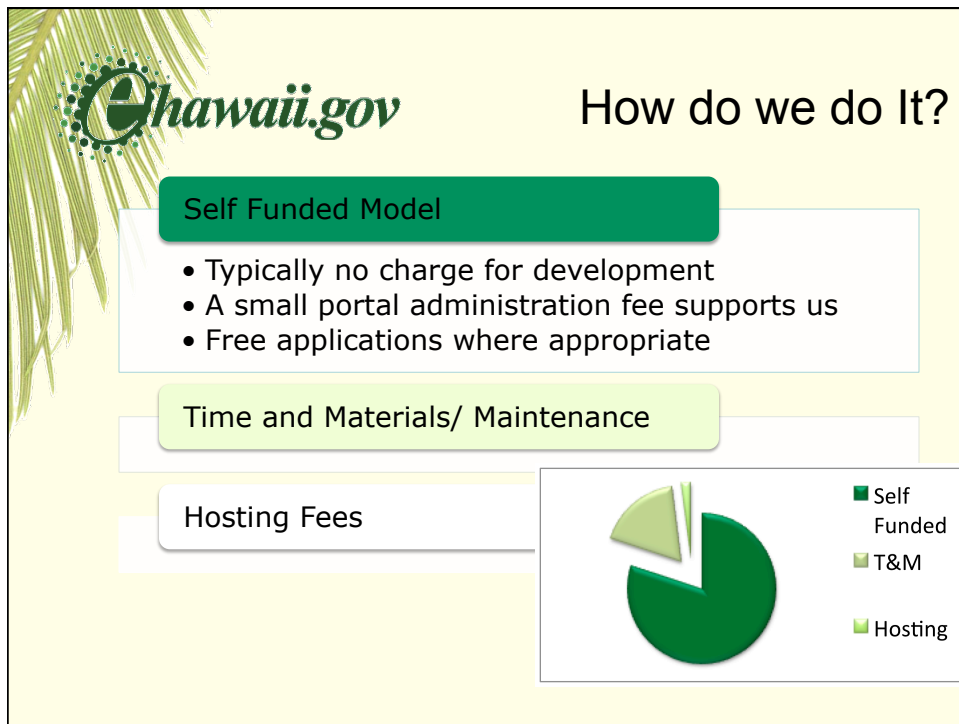 ehawaii.gov
How do we do It?
Self Funded Model
• Typically no charge for development
• A small portal administration fee supports us
• Free applications where appropriate
Time and Materials/ Maintenance
Hosting Fees
Self
Funded
T&M
Hosting